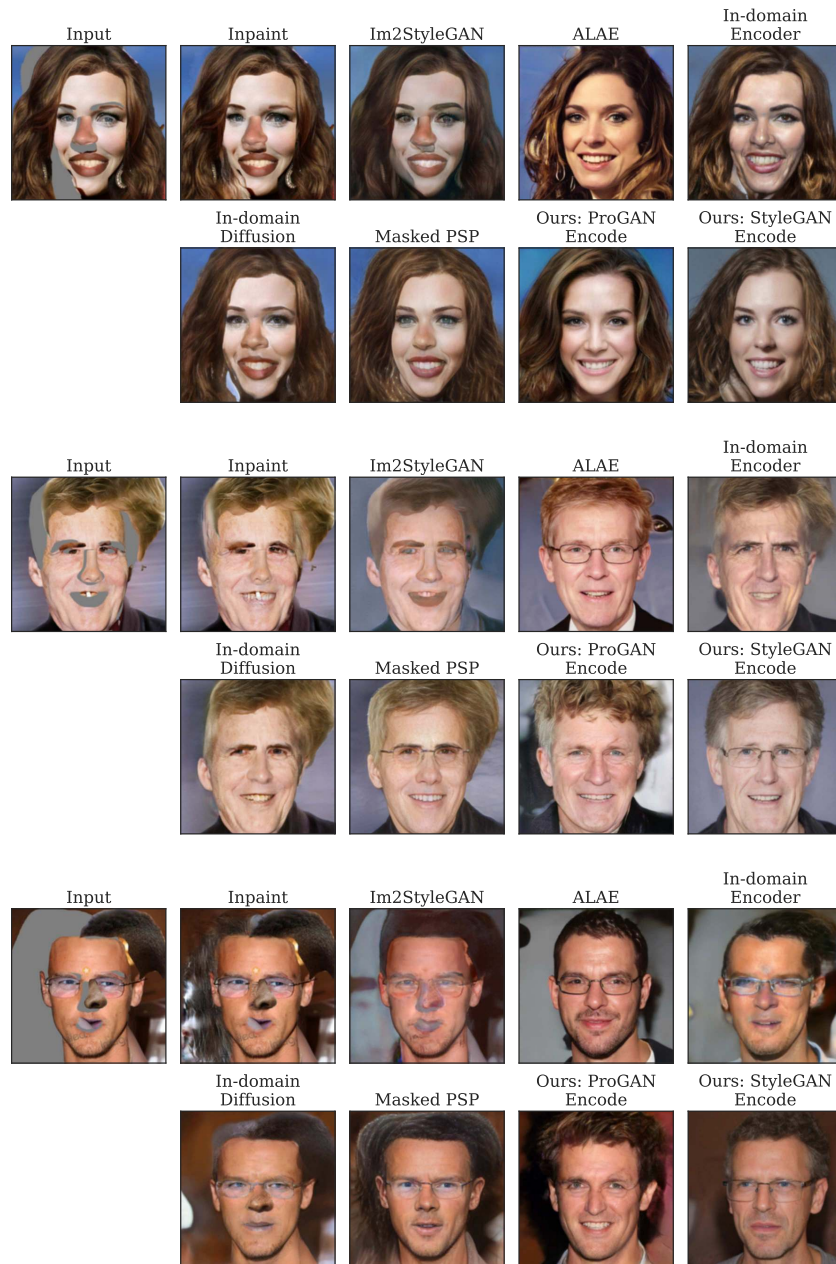 Input
Inpaint
Im2StyleGAN
ALAE
In-domain
Encoder
In-domain
Diffusion
Masked PSP
Ours: ProGAN
Encode
Ours: StyleGAN
Encode
Input
Inpaint
Im2StyleGAN
ALAE
In-domain
Encoder
In-domain
Diffusion
Masked PSP
Ours: ProGAN
Encode
Ours: StyleGAN
Encode
Input
Inpaint
Im2StyleGAN
ALAE
In-domain
Encoder
In-domain
Diffusion
Masked PSP
Ours: ProGAN
Encode
Ours: StyleGAN
Encode